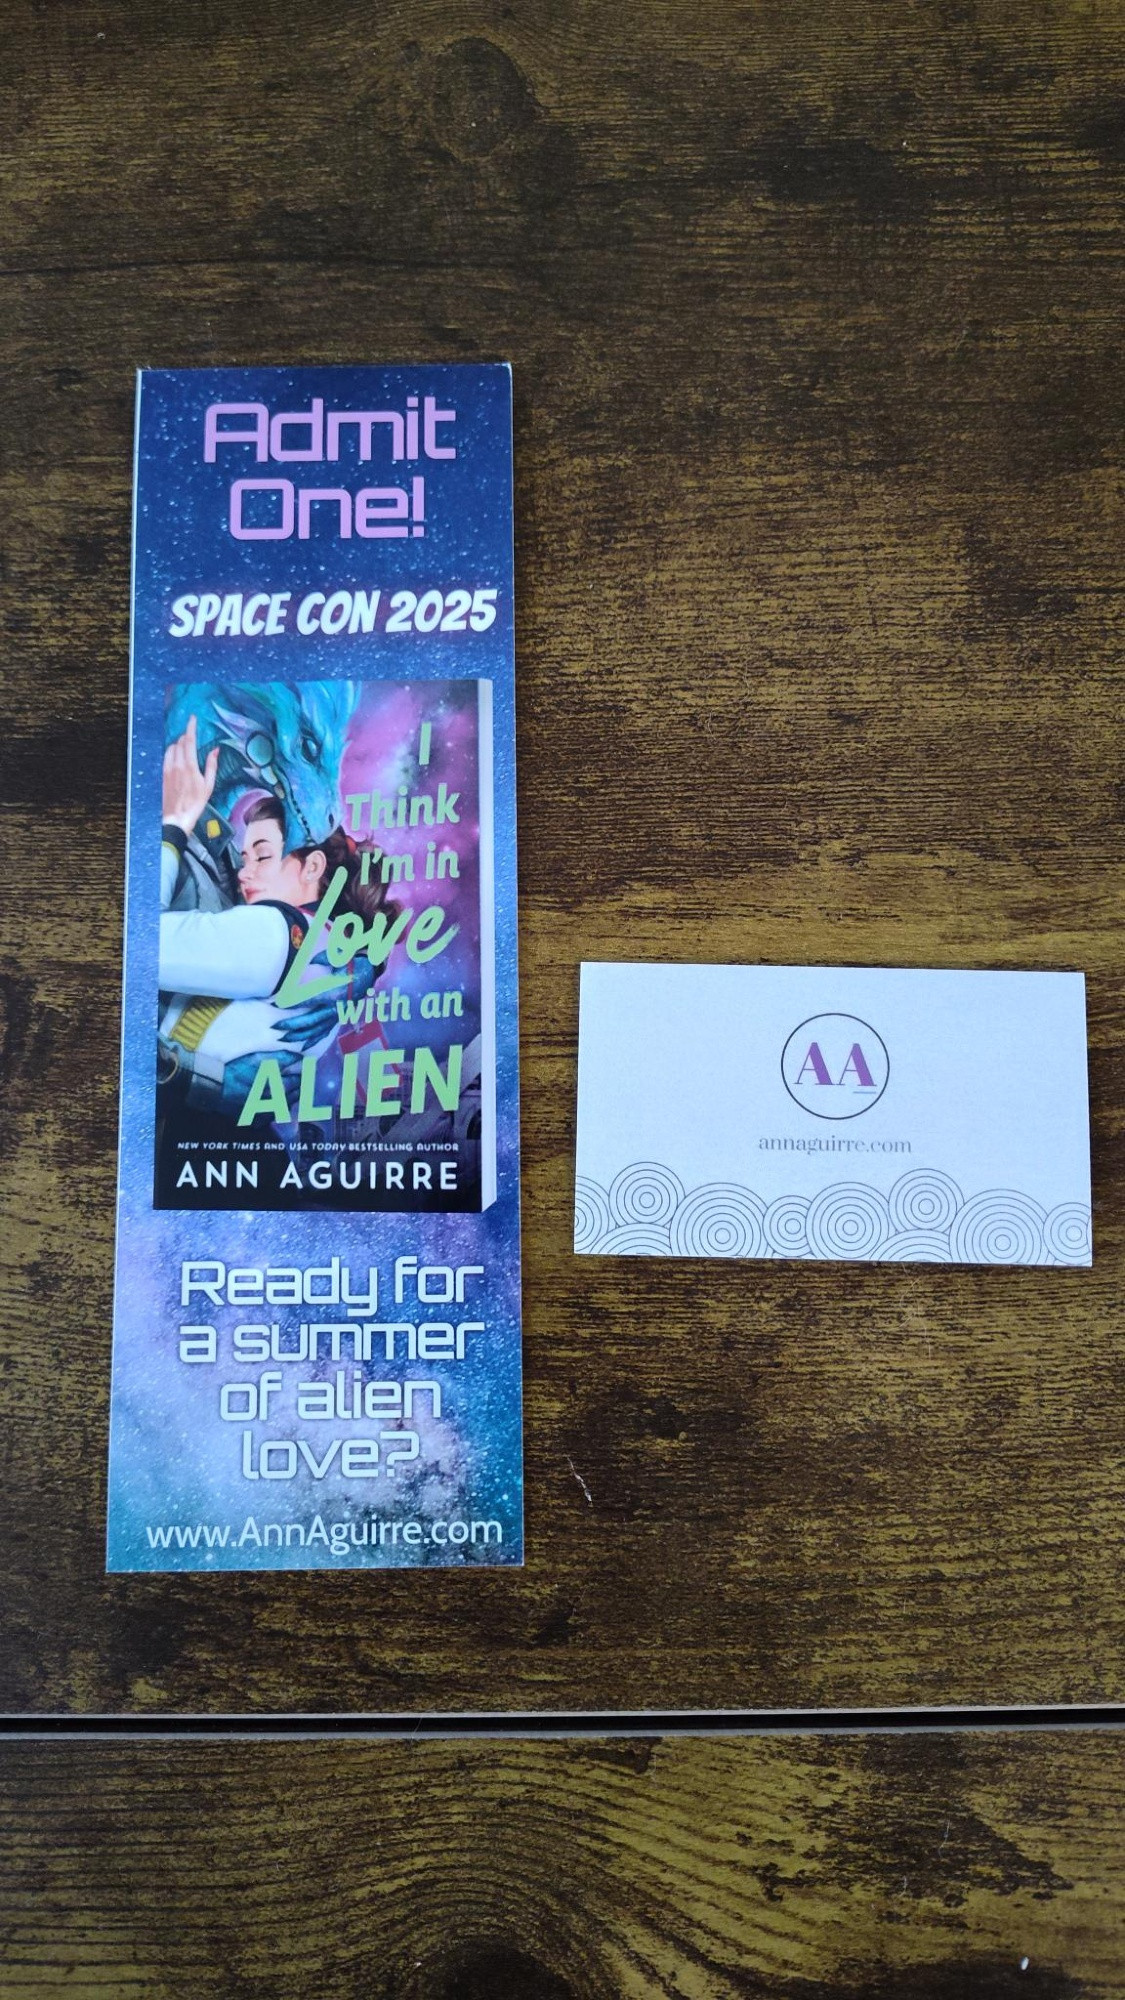 Admit
One!
SPACE CON 2025
I
Think
I'm in
Love
with an
ALIEN
NEW YORK TIMES AND USA TODAY BESTSELLING AUTHOR
ANN AGUIRRE
Ready for
a summer
of alien
love?
www.AnnAguirre.com
AA
annaguirre.com